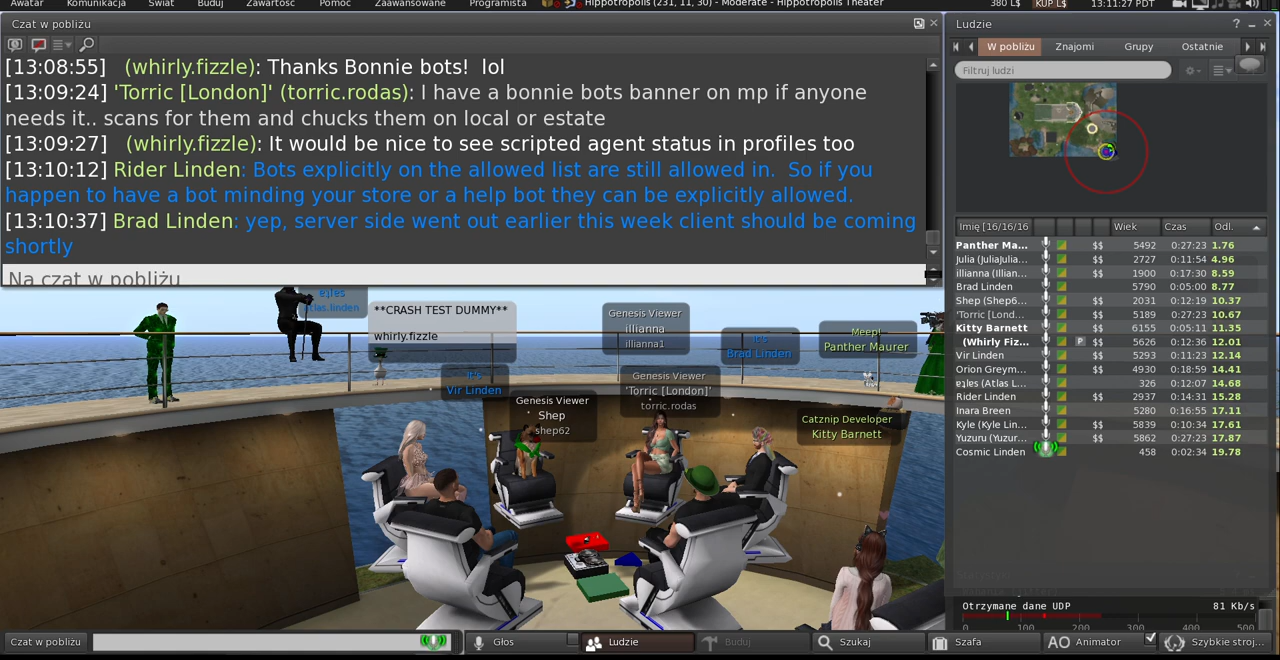 Awatar Komunikacja Świat Buduj Zawartość Pomoc Zaawansowane Programista Hippotropolis (231, 11, 30) - Moderate - Hippotropolis Theater 380 L$ KUP L$ 13:11:27 PDT
Czat w pobliżu
[13:08:55] (whirly.fizzle): Thanks Bonnie bots! lol
[13:09:24] 'Torric [London]' (torric.rodas): I have a bonnie bots banner on mp if anyone
needs it.. scans for them and chucks them on local or estate
[13:09:27] (whirly.fizzle): It would be nice to see scripted agent status in profiles too
[13:10:12] Rider Linden: Bots explicitly on the allowed list are still allowed in. So if you
happen to have a bot minding your store or a help bot they can be explicitly allowed.
[13:10:37] Brad Linden: yep, server side went out earlier this week client should be coming
shortly
Na czat w pobliżu
atlas.linden
**CRASH TEST DUMMY**
whirly.fizzle
Genesis Viewer
illianna
illianna1
It's
Brad Linden
Meep!
Panther Maurer
It's
Vir Linden
Genesis Viewer
'Torric [London]'
torric.rodas
Genesis Viewer
Shep
shep62
Catznip Developer
Kitty Barnett
Ludzie
W pobliżu Znajomi Grupy Ostatnie
Filtruj ludzi
Imię [16/16/16 Wiek Czas Odl.
Panther Ma... $$ 5492 0:27:23 1.76
Julia (JuliaJulia... $$ 2727 0:11:54 4.96
illianna (Illian... $$ 1900 0:17:30 8.59
Brad Linden 5790 0:05:00 8.77
Shep (Shep6... $$ 2031 0:12:19 10.37
'Torric [Lond... $$ 5189 0:12:27 10.67
Kitty Barnett $$ 6155 0:05:11 11.35
(Whirly Fiz... P $$ 5626 0:12:36 12.01
Vir Linden $$ 5293 0:11:23 12.14
Orion Greym... $$ 4930 0:18:59 14.41
(Atlas L... 326 0:12:07 14.68
Rider Linden $$ 2937 0:14:31 15.28
Inara Breen 5280 0:16:55 17.11
Kyle (Kyle Lin... $$ 5839 0:10:34 17.61
Yuzuru (Yuzur... $$ 5862 0:27:23 17.87
Cosmic Linden 458 0:02:34 19.78
Otrzymane dane UDP 81 Kb/s
0 100 200 300 400 500
Czat w pobliżu Głos Ludzie Buduj Szukaj Szafa AO Animator Szybkie stroj...